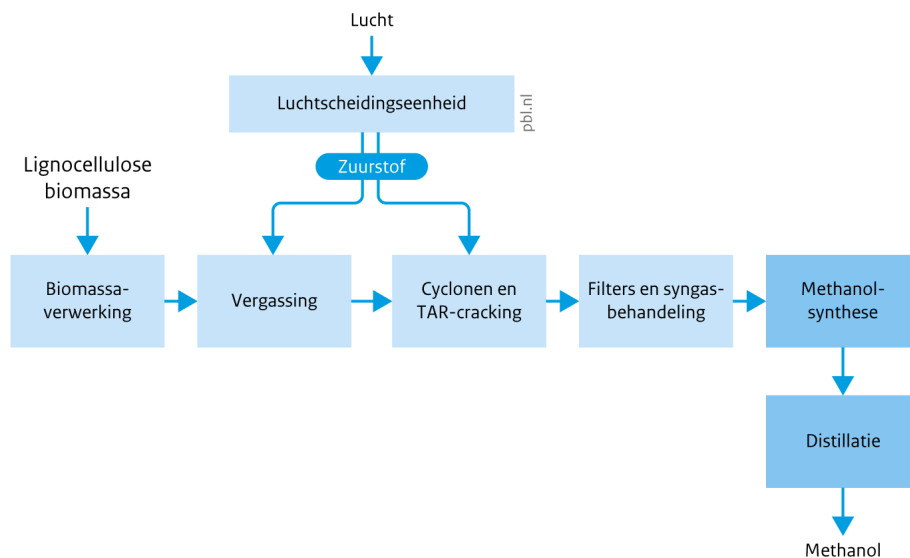 Lucht
Luchtscheidingseenheid
pbl.nl
Zuurstof
Lignocellulose
biomassa
Biomassa-
verwerking
Vergassing
Cyclonen en
TAR-cracking
Filters en syngas-
behandeling
Methanol-
synthese
Distillatie
Methanol